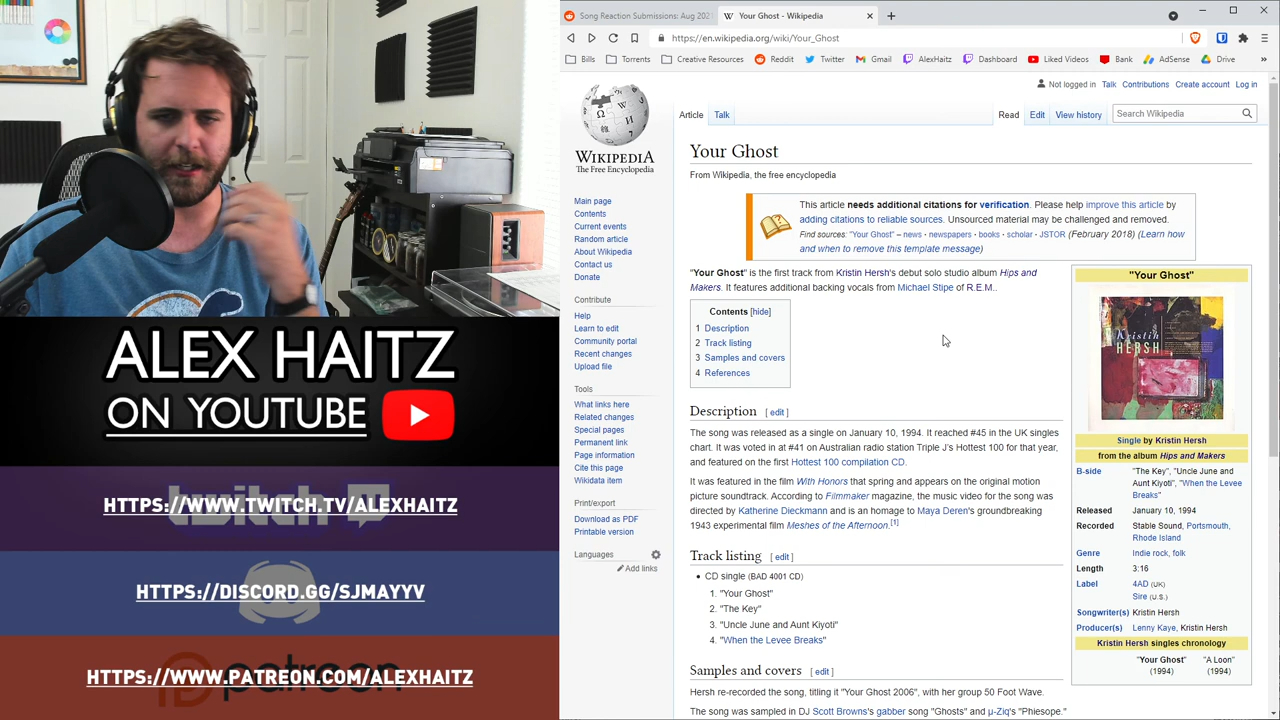 Song Reaction Submissions: Aug 202
Your Ghost - Wikipedia
https://en.wikipedia.org/wiki/Your_Ghost
Bills Torrents Creative Resources Reddit Twitter Gmail AlexHaitz Dashboard Liked Videos Bank AdSense Drive »
Not logged in Talk Contributions Create account Log in
Article Talk Read Edit View history Search Wikipedia
WIKIPEDIA
The Free Encyclopedia
Main page
Contents
Current events
Random article
About Wikipedia
Contact us
Donate
Contribute
Help
Learn to edit
Community portal
Recent changes
Upload file
Tools
What links here
Related changes
Special pages
Permanent link
Page information
Cite this page
Wikidata item
Print/export
Download as PDF
Printable version
Languages
Add links
Your Ghost
From Wikipedia, the free encyclopedia
This article needs additional citations for verification. Please help improve this article by
adding citations to reliable sources. Unsourced material may be challenged and removed.
Find sources: "Your Ghost" – news · newspapers · books · scholar · JSTOR (February 2018) (Learn how
and when to remove this template message)
"Your Ghost" is the first track from Kristin Hersh's debut solo studio album Hips and
Makers. It features additional backing vocals from Michael Stipe of R.E.M..
Contents [hide]
1 Description
2 Track listing
3 Samples and covers
4 References
Description [ edit ]
The song was released as a single on January 10, 1994. It reached #45 in the UK singles
chart. It was voted in at #41 on Australian radio station Triple J's Hottest 100 for that year,
and featured on the first Hottest 100 compilation CD.
It was featured in the film With Honors that spring and appears on the original motion
picture soundtrack. According to Filmmaker magazine, the music video for the song was
directed by Katherine Dieckmann and is an homage to Maya Deren's groundbreaking
1943 experimental film Meshes of the Afternoon.[1]
Track listing [ edit ]
• CD single (BAD 4001 CD)
1. "Your Ghost"
2. "The Key"
3. "Uncle June and Aunt Kiyoti"
4. "When the Levee Breaks"
Samples and covers [ edit ]
Hersh re-recorded the song, titling it "Your Ghost 2006", with her group 50 Foot Wave.
The song was sampled in DJ Scott Browns's gabber song "Ghosts" and μ-Ziq's "Phiesope."
"Your Ghost"
Kristin
HERSH
Single by Kristin Hersh
from the album Hips and Makers
B-side "The Key", "Uncle June and
Aunt Kiyoti", "When the Levee
Breaks"
Released January 10, 1994
Recorded Stable Sound, Portsmouth,
Rhode Island
Genre Indie rock, folk
Length 3:16
Label 4AD (UK)
Sire (U.S.)
Songwriter(s) Kristin Hersh
Producer(s) Lenny Kaye, Kristin Hersh
Kristin Hersh singles chronology
"Your Ghost" "A Loon"
(1994) (1994)
ALEX HAITZ
ON YOUTUBE
twitch
HTTPS://WWW.TWITCH.TV/ALEXHAITZ
HTTPS://DISCORD.GG/SJMAYYV
patreon
HTTPS://WWW.PATREON.COM/ALEXHAITZ